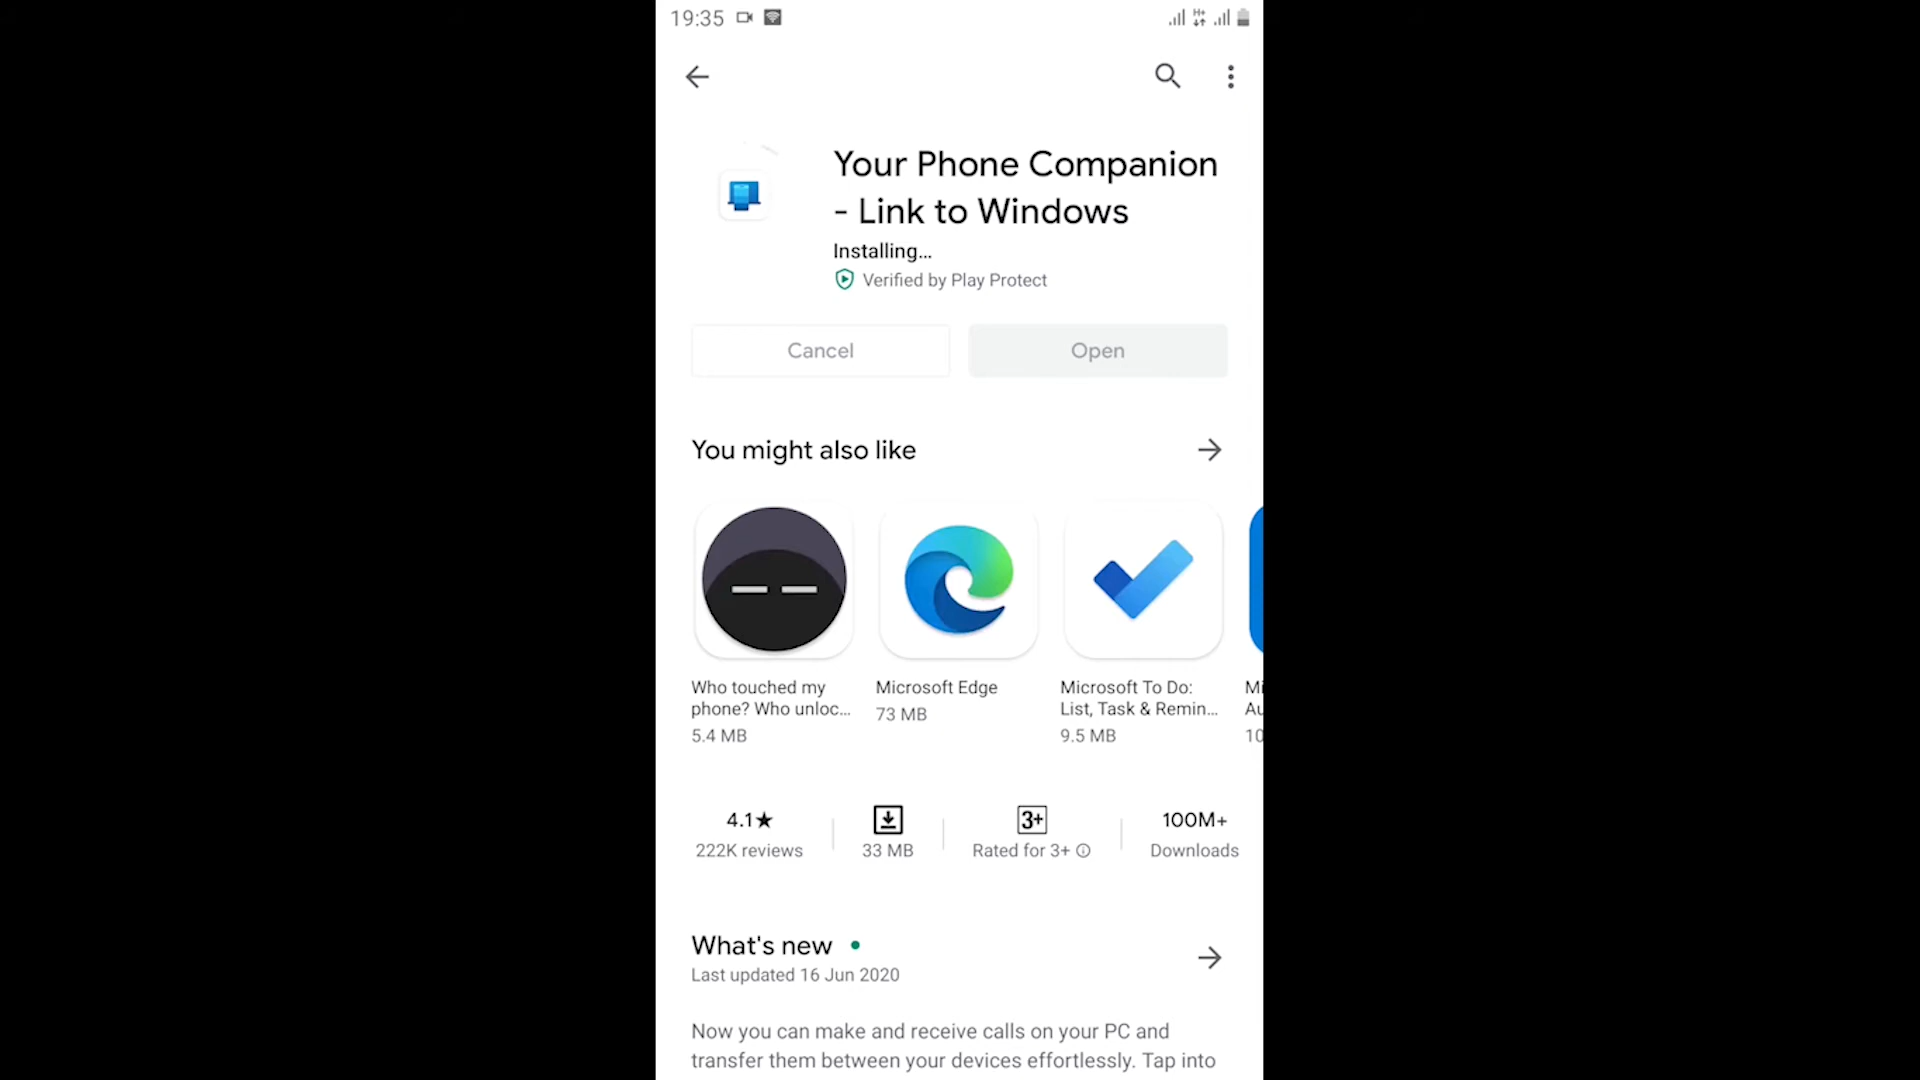 19:35
H+
Your Phone Companion
- Link to Windows
Installing...
Verified by Play Protect
Cancel
Open
You might also like
Who touched my
phone? Who unloc...
5.4 MB
Microsoft Edge
73 MB
Microsoft To Do:
List, Task & Remin...
9.5 MB
Mi
Au
10
4.1★
222K reviews
33 MB
3+
Rated for 3+
100M+
Downloads
What's new
Last updated 16 Jun 2020
Now you can make and receive calls on your PC and
transfer them between your devices effortlessly. Tap into